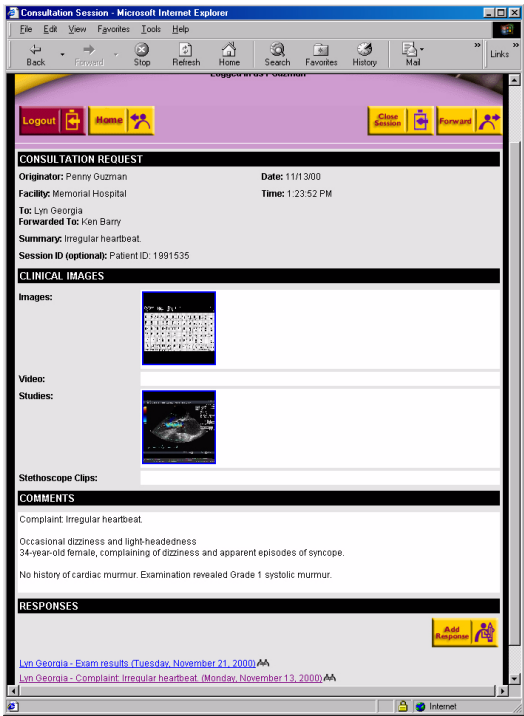 Consultation Session - Microsoft Internet Explorer
File Edit View Favorites Tools Help
Back Forward Stop Refresh Home Search Favorites History Mail » » Links
Logged in as PGuzman
Logout Home Close Session Forward
CONSULTATION REQUEST
Originator: Penny Guzman Date: 11/13/00
Facility: Memorial Hospital Time: 1:23:52 PM
To: Lyn Georgia
Forwarded To: Ken Barry
Summary: Irregular heartbeat.
Session ID (optional): Patient ID: 1991535
CLINICAL IMAGES
Images:
Video:
Studies:
Stethoscope Clips:
COMMENTS
Complaint: Irregular heartbeat.
Occasional dizziness and light-headedness
34-year-old female, complaining of dizziness and apparent episodes of syncope.
No history of cardiac murmur. Examination revealed Grade 1 systolic murmur.
RESPONSES
Add
Response
Lyn Georgia - Exam results (Tuesday, November 21, 2000)
Lyn Georgia - Complaint: Irregular heartbeat. (Monday, November 13, 2000)
Internet